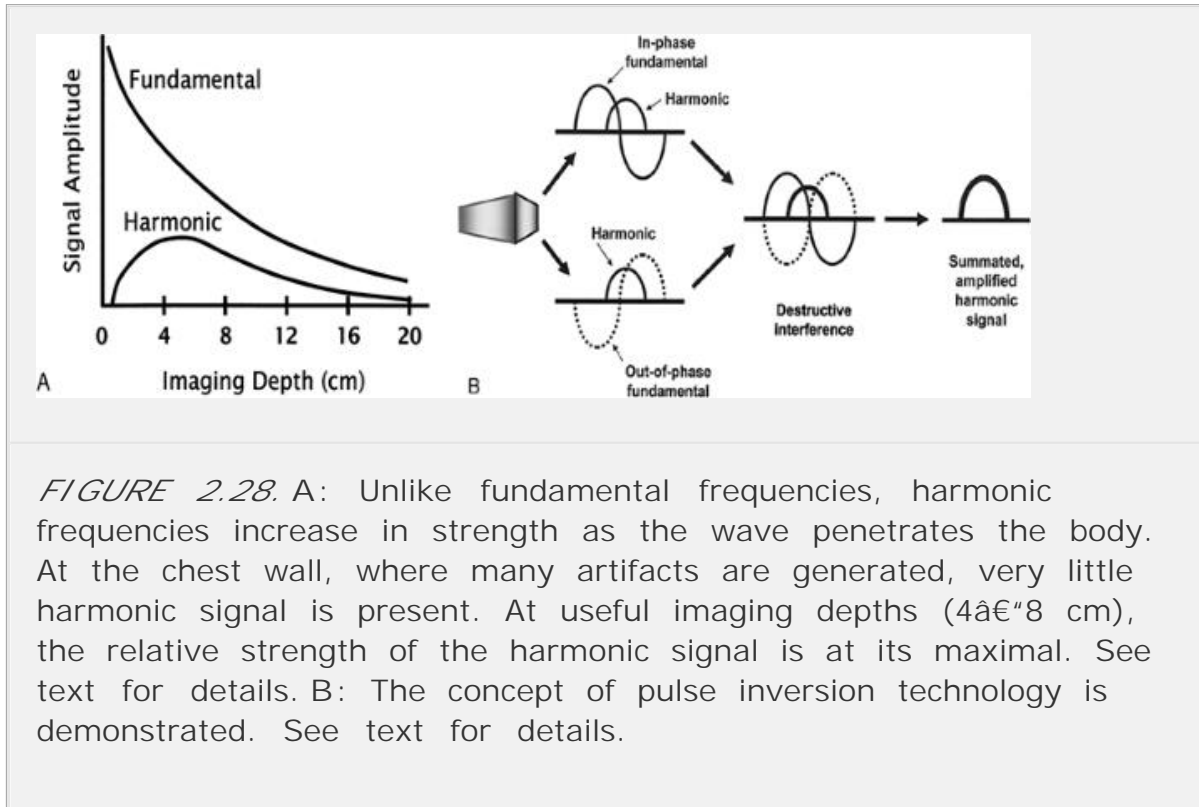 Fundamental
Harmonic
Signal Amplitude
0 4 8 12 16 20
Imaging Depth (cm)
A
In-phase
fundamental
Harmonic
Harmonic
Out-of-phase
fundamental
Destructive
interference
Summated,
amplified
harmonic
signal
B
FIGURE 2.28. A: Unlike fundamental frequencies, harmonic
frequencies increase in strength as the wave penetrates the body.
At the chest wall, where many artifacts are generated, very little
harmonic signal is present. At useful imaging depths (4â€“8 cm),
the relative strength of the harmonic signal is at its maximal. See
text for details. B: The concept of pulse inversion technology is
demonstrated. See text for details.